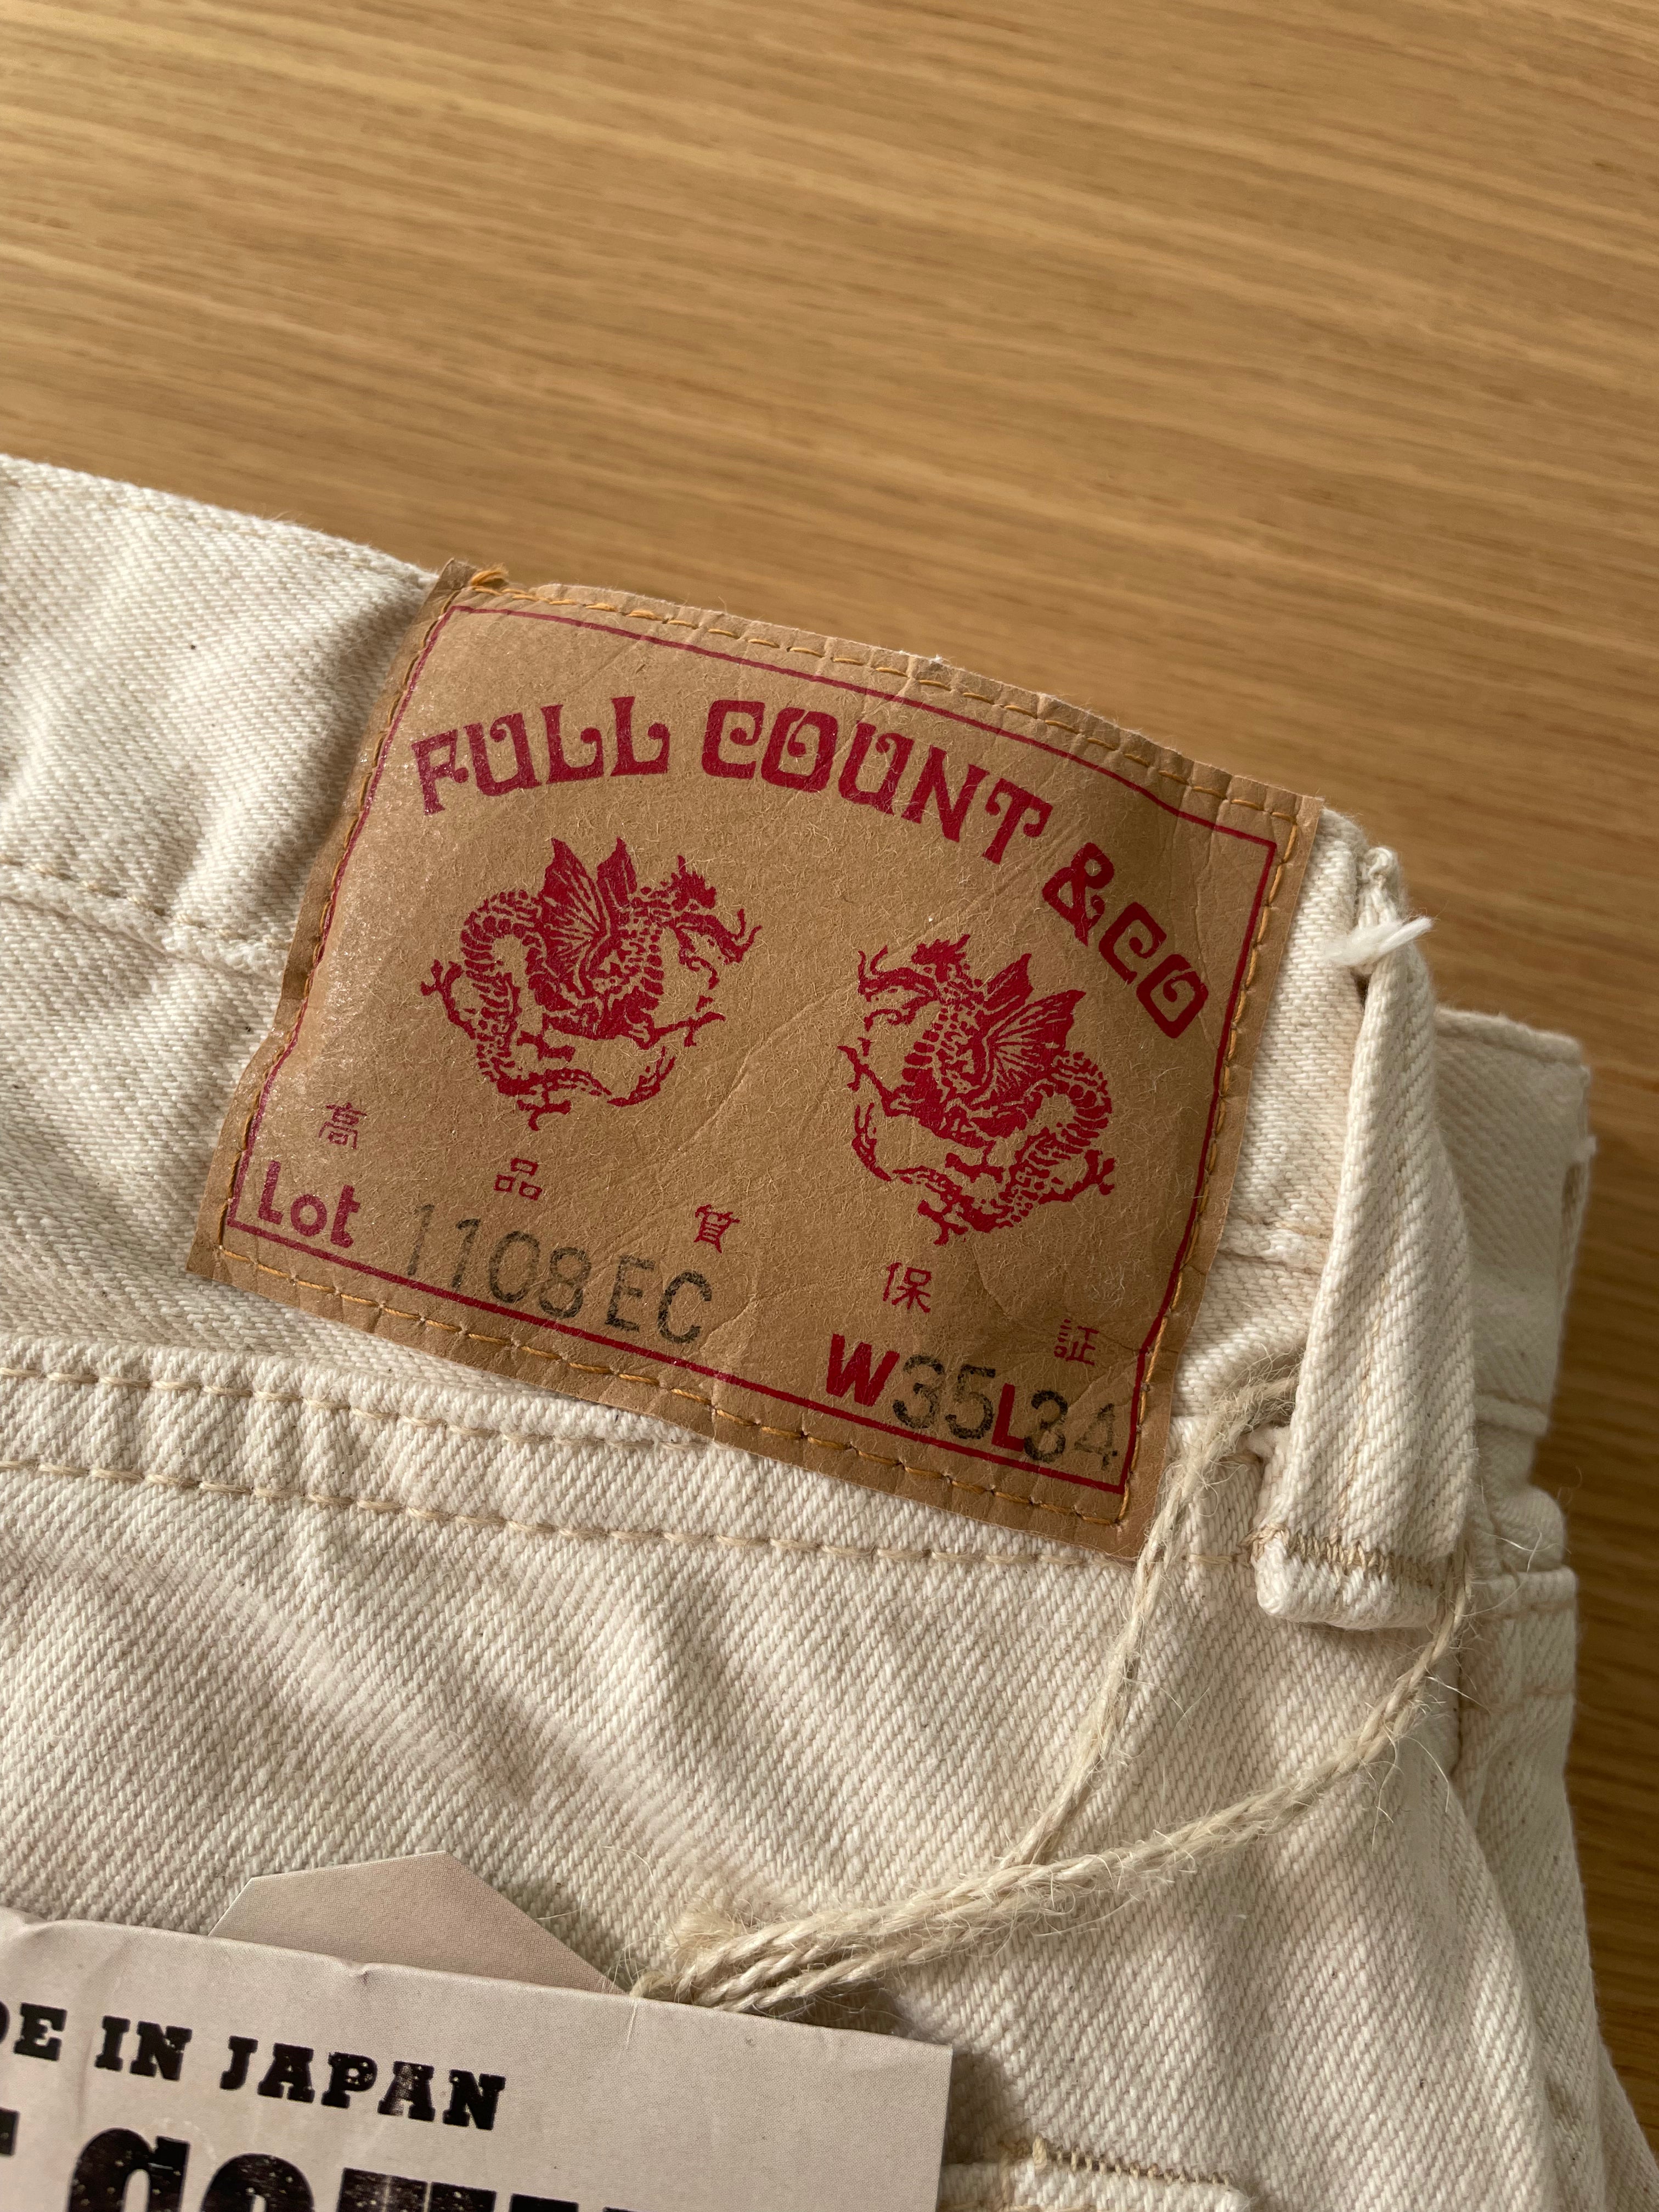 FULL COUNT &CO
高品質保証
Lot 1108EC
W35L34
DE IN JAPAN